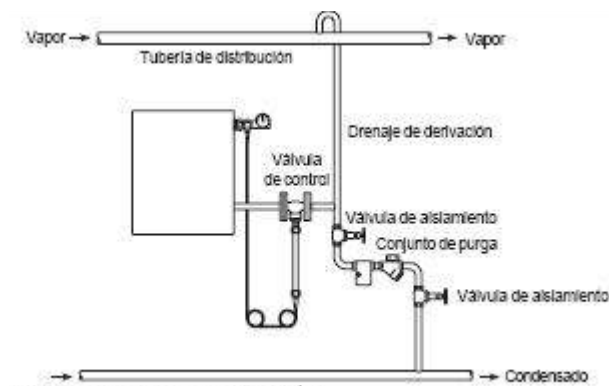 Vapor
Vapor
Tubería de distribución
Drenaje de derivación
Válvula
de control
Válvula de aislamiento
Conjunto de purga
Válvula de aislamiento
Condensado